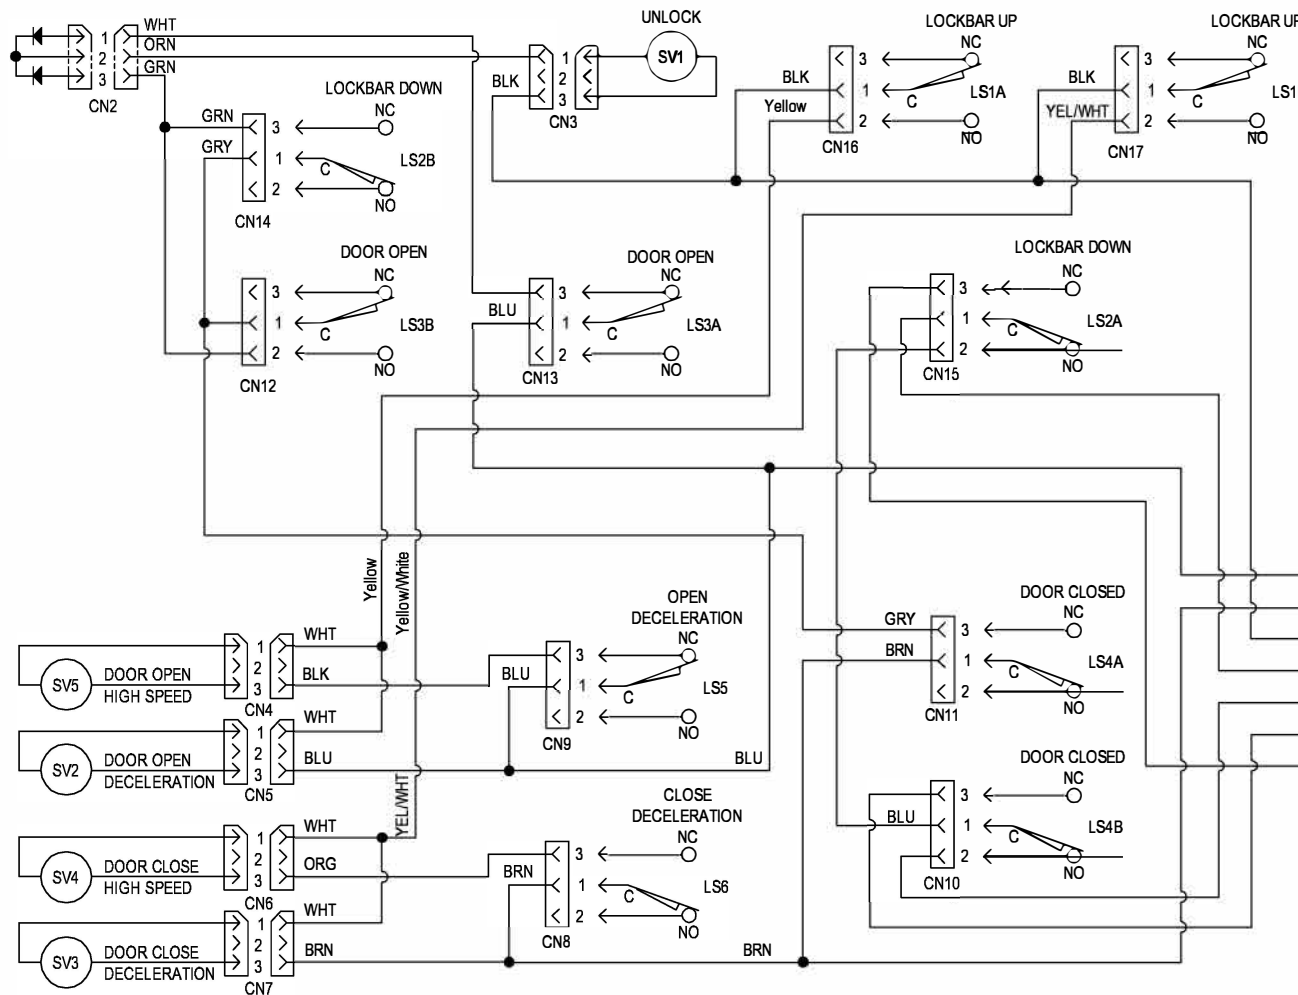 WHT
ORN
GRN
1
2
3
CN2
UNLOCK
SV1
BLK
1
2
3
CN3
LOCKBAR UP
NC
3
BLK
1
C
LS1A
Yellow
2
NO
CN16
LOCKBAR UP
NC
3
BLK
1
C
LS1
YEL/WHT
2
NO
CN17
LOCKBAR DOWN
NC
GRN
3
GRY
1
C
LS2B
2
NO
CN14
DOOR OPEN
NC
3
1
C
LS3B
2
NO
CN12
DOOR OPEN
NC
3
BLU
1
C
LS3A
2
NO
CN13
LOCKBAR DOWN
NC
3
1
C
LS2A
2
NO
CN15
Yellow
Yellow/White
OPEN
DECELERATION
NC
3
BLU
1
C
LS5
2
NO
CN9
DOOR CLOSED
NC
GRY
3
BRN
1
C
LS4A
2
NO
CN11
SV5
DOOR OPEN
HIGH SPEED
1
2
3
WHT
BLK
CN4
SV2
DOOR OPEN
DECELERATION
1
2
3
WHT
BLU
CN5
BLU
YEL/WHT
DOOR CLOSED
NC
3
BLU
1
C
LS4B
2
NO
CN10
CLOSE
DECELERATION
NC
3
BRN
1
C
LS6
2
NO
CN8
SV4
DOOR CLOSE
HIGH SPEED
1
2
3
WHT
ORG
CN6
SV3
DOOR CLOSE
DECELERATION
1
2
3
WHT
BRN
CN7
BRN